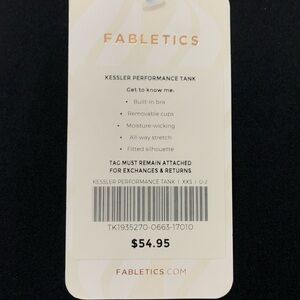 FABLETICS
KESSLER PERFORMANCE TANK
Get to know me:
• Built-in bra
• Removable cups
• Moisture-wicking
• All-way stretch
• Fitted silhouette
TAG MUST REMAIN ATTACHED
FOR EXCHANGES & RETURNS
KESSLER PERFORMANCE TANK | XXS | 0-2
TK1935270-0663-17010
$54.95
FABLETICS.COM